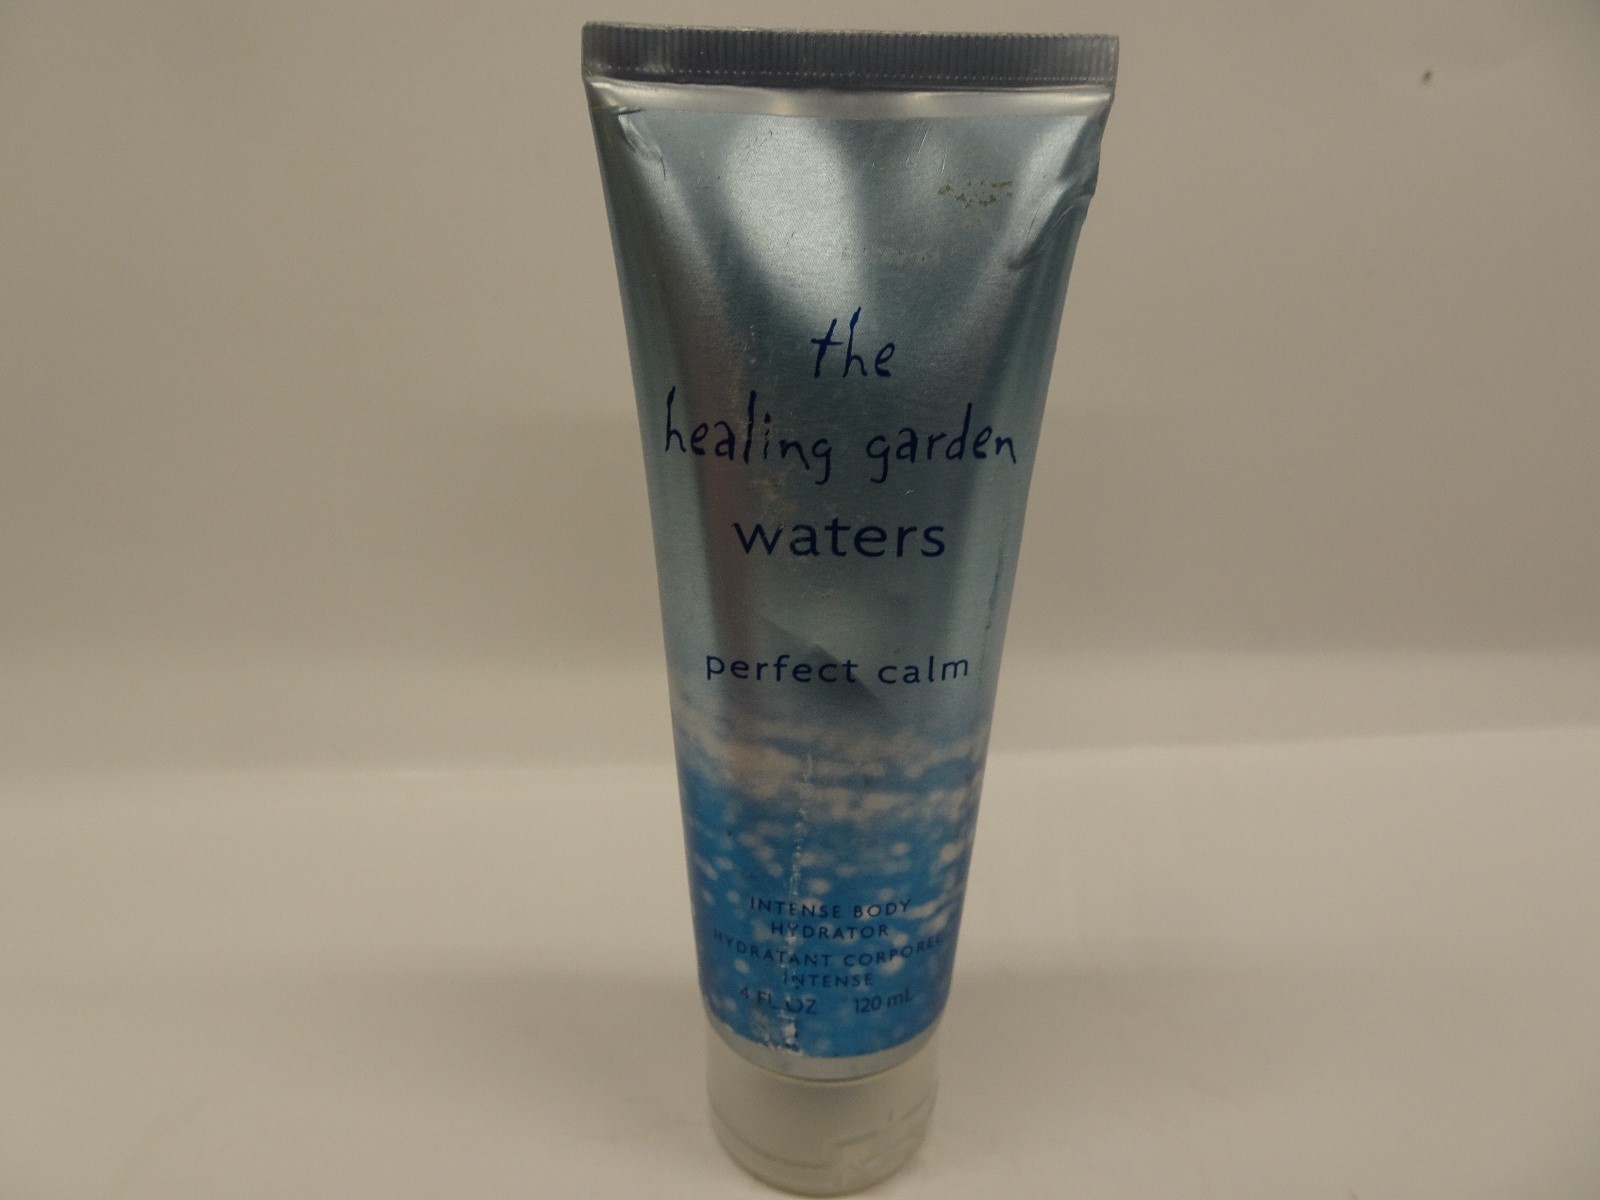 the
healing garden
waters
perfect calm
INTENSE BODY
HYDRATOR
HYDRATANT CORPOREL
INTENSE
4 FL OZ 120 mL